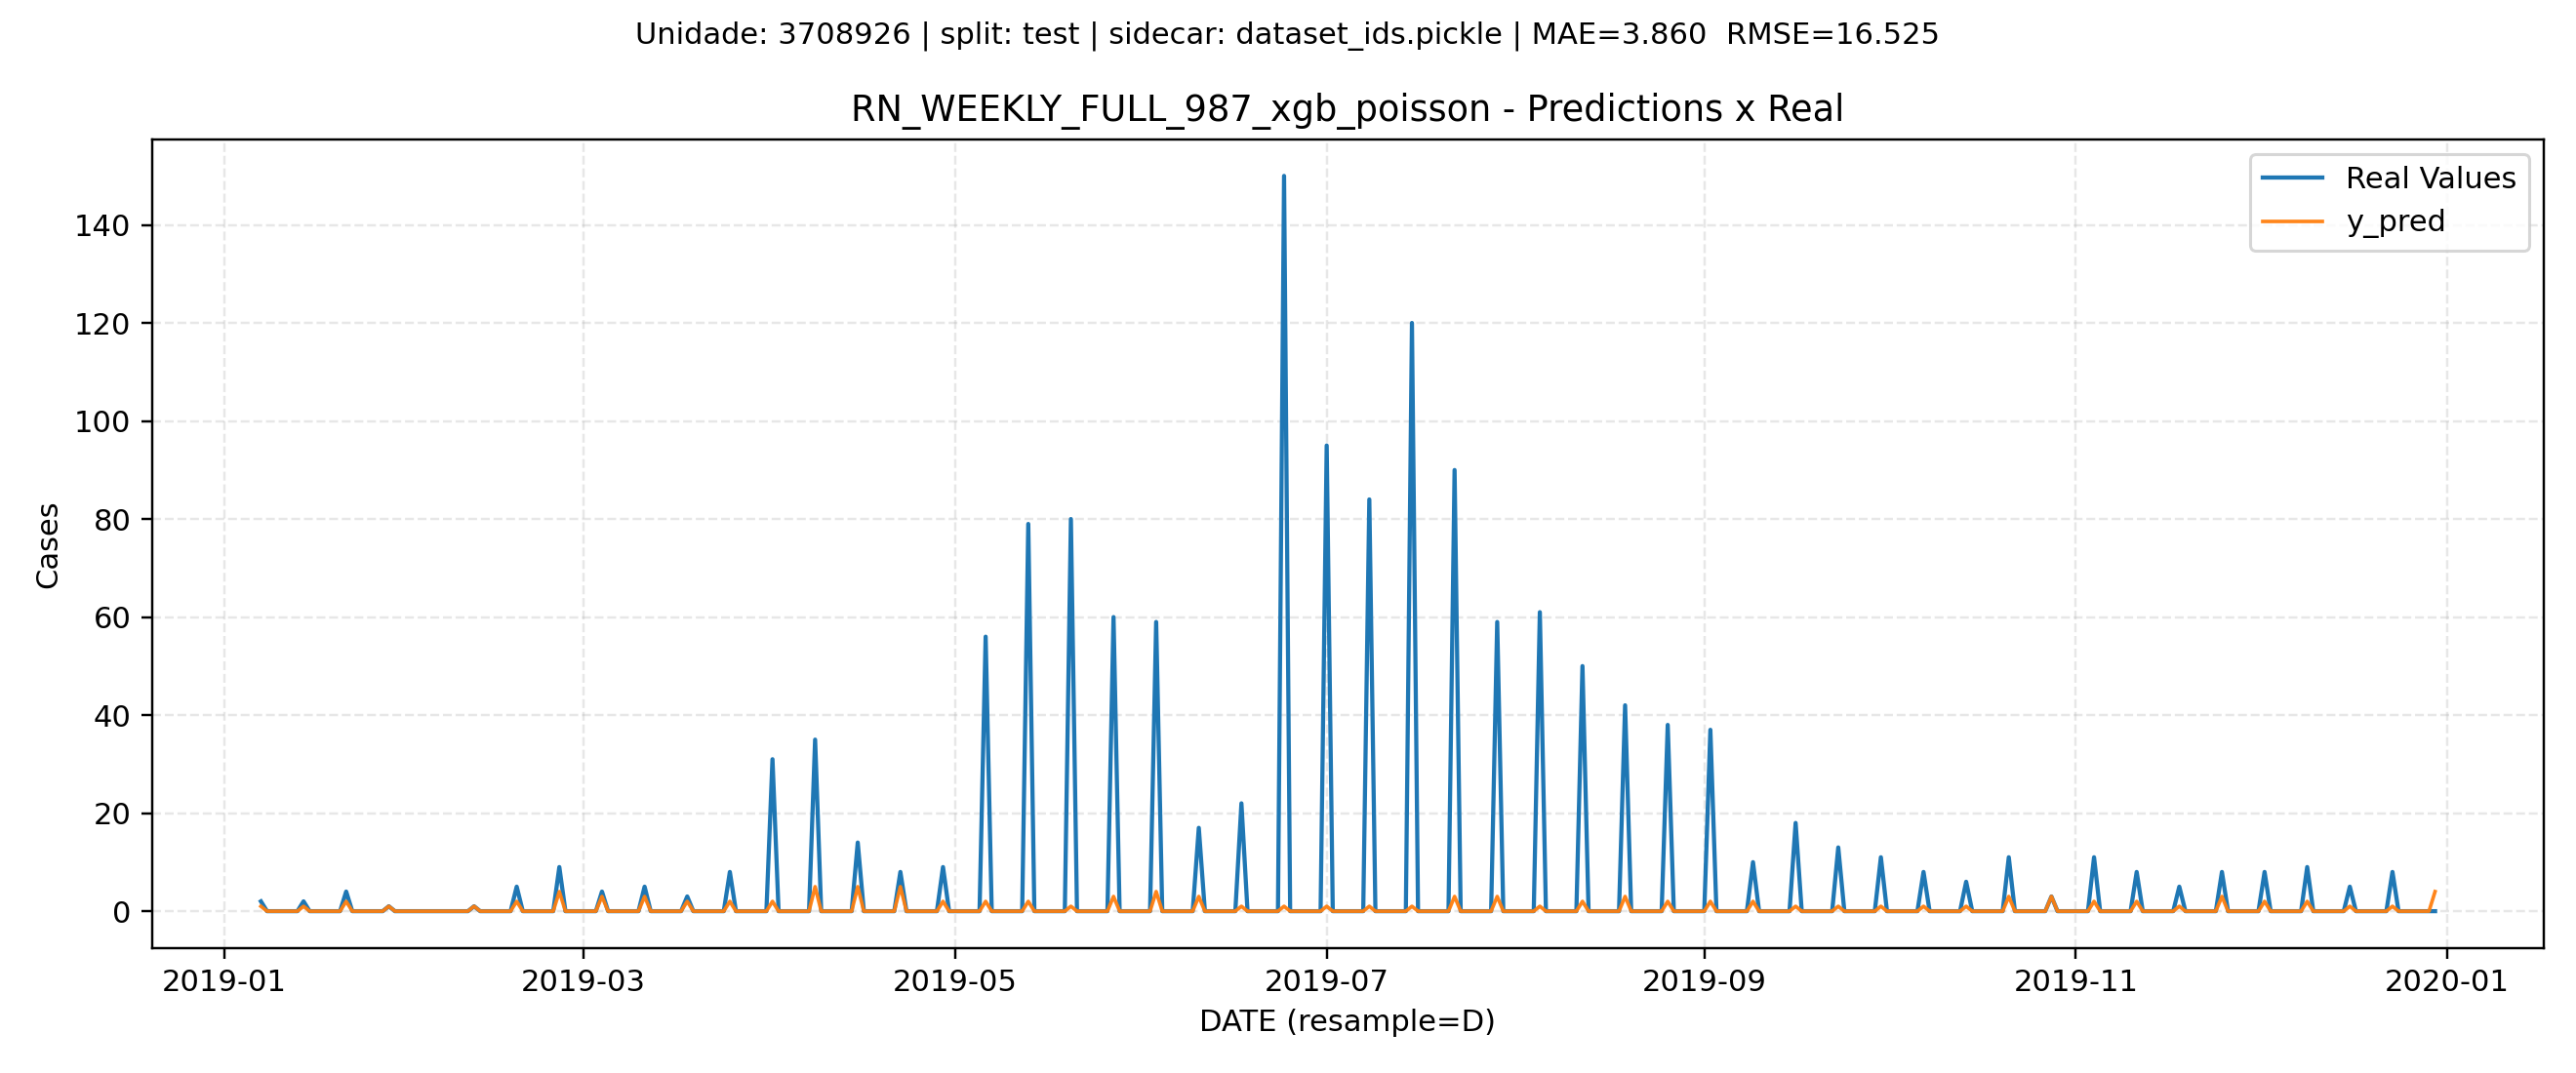 Unidade: 3708926 | split: test | sidecar: dataset_ids.pickle | MAE=3.860  RMSE=16.525
RN_WEEKLY_FULL_987_xgb_poisson - Predictions x Real
Real Values
y_pred
140
120
100
80
60
40
20
0
Cases
2019-01
2019-03
2019-05
2019-07
2019-09
2019-11
2020-01
DATE (resample=D)